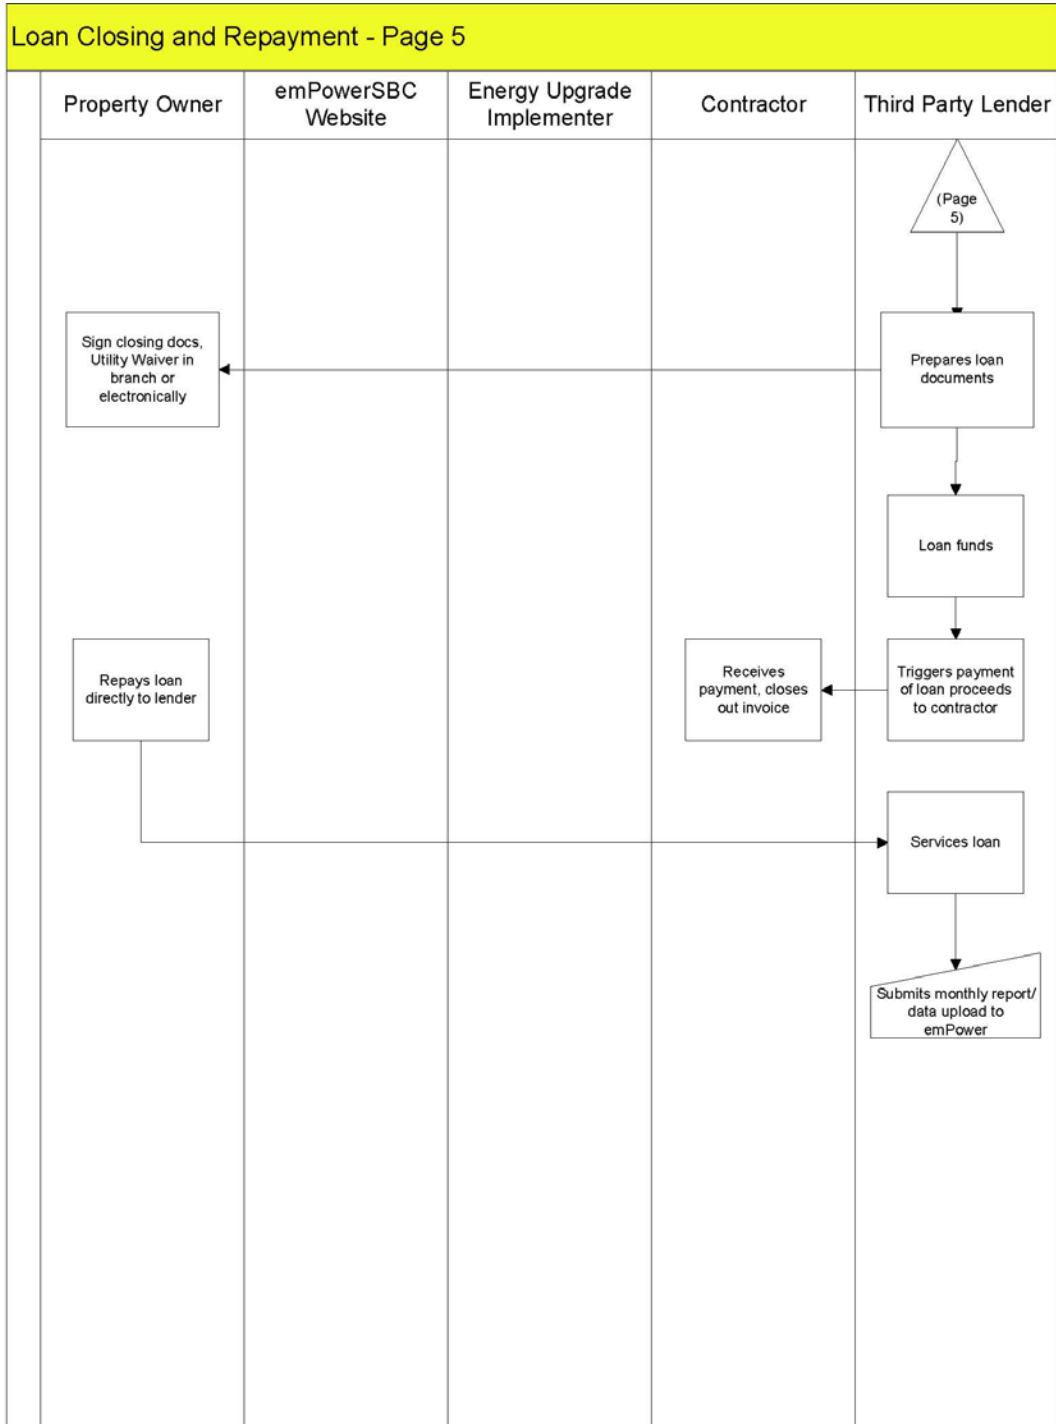 Loan Closing and Repayment - Page 5
Property Owner
emPowerSBC
Website
Energy Upgrade
Implementer
Contractor
Third Party Lender
(Page
5)
Sign closing docs,
Utility Waiver in
branch or
electronically
Prepares loan
documents
Loan funds
Repays loan
directly to lender
Receives
payment, closes
out invoice
Triggers payment
of loan proceeds
to contractor
Services loan
Submits monthly report/
data upload to
emPower